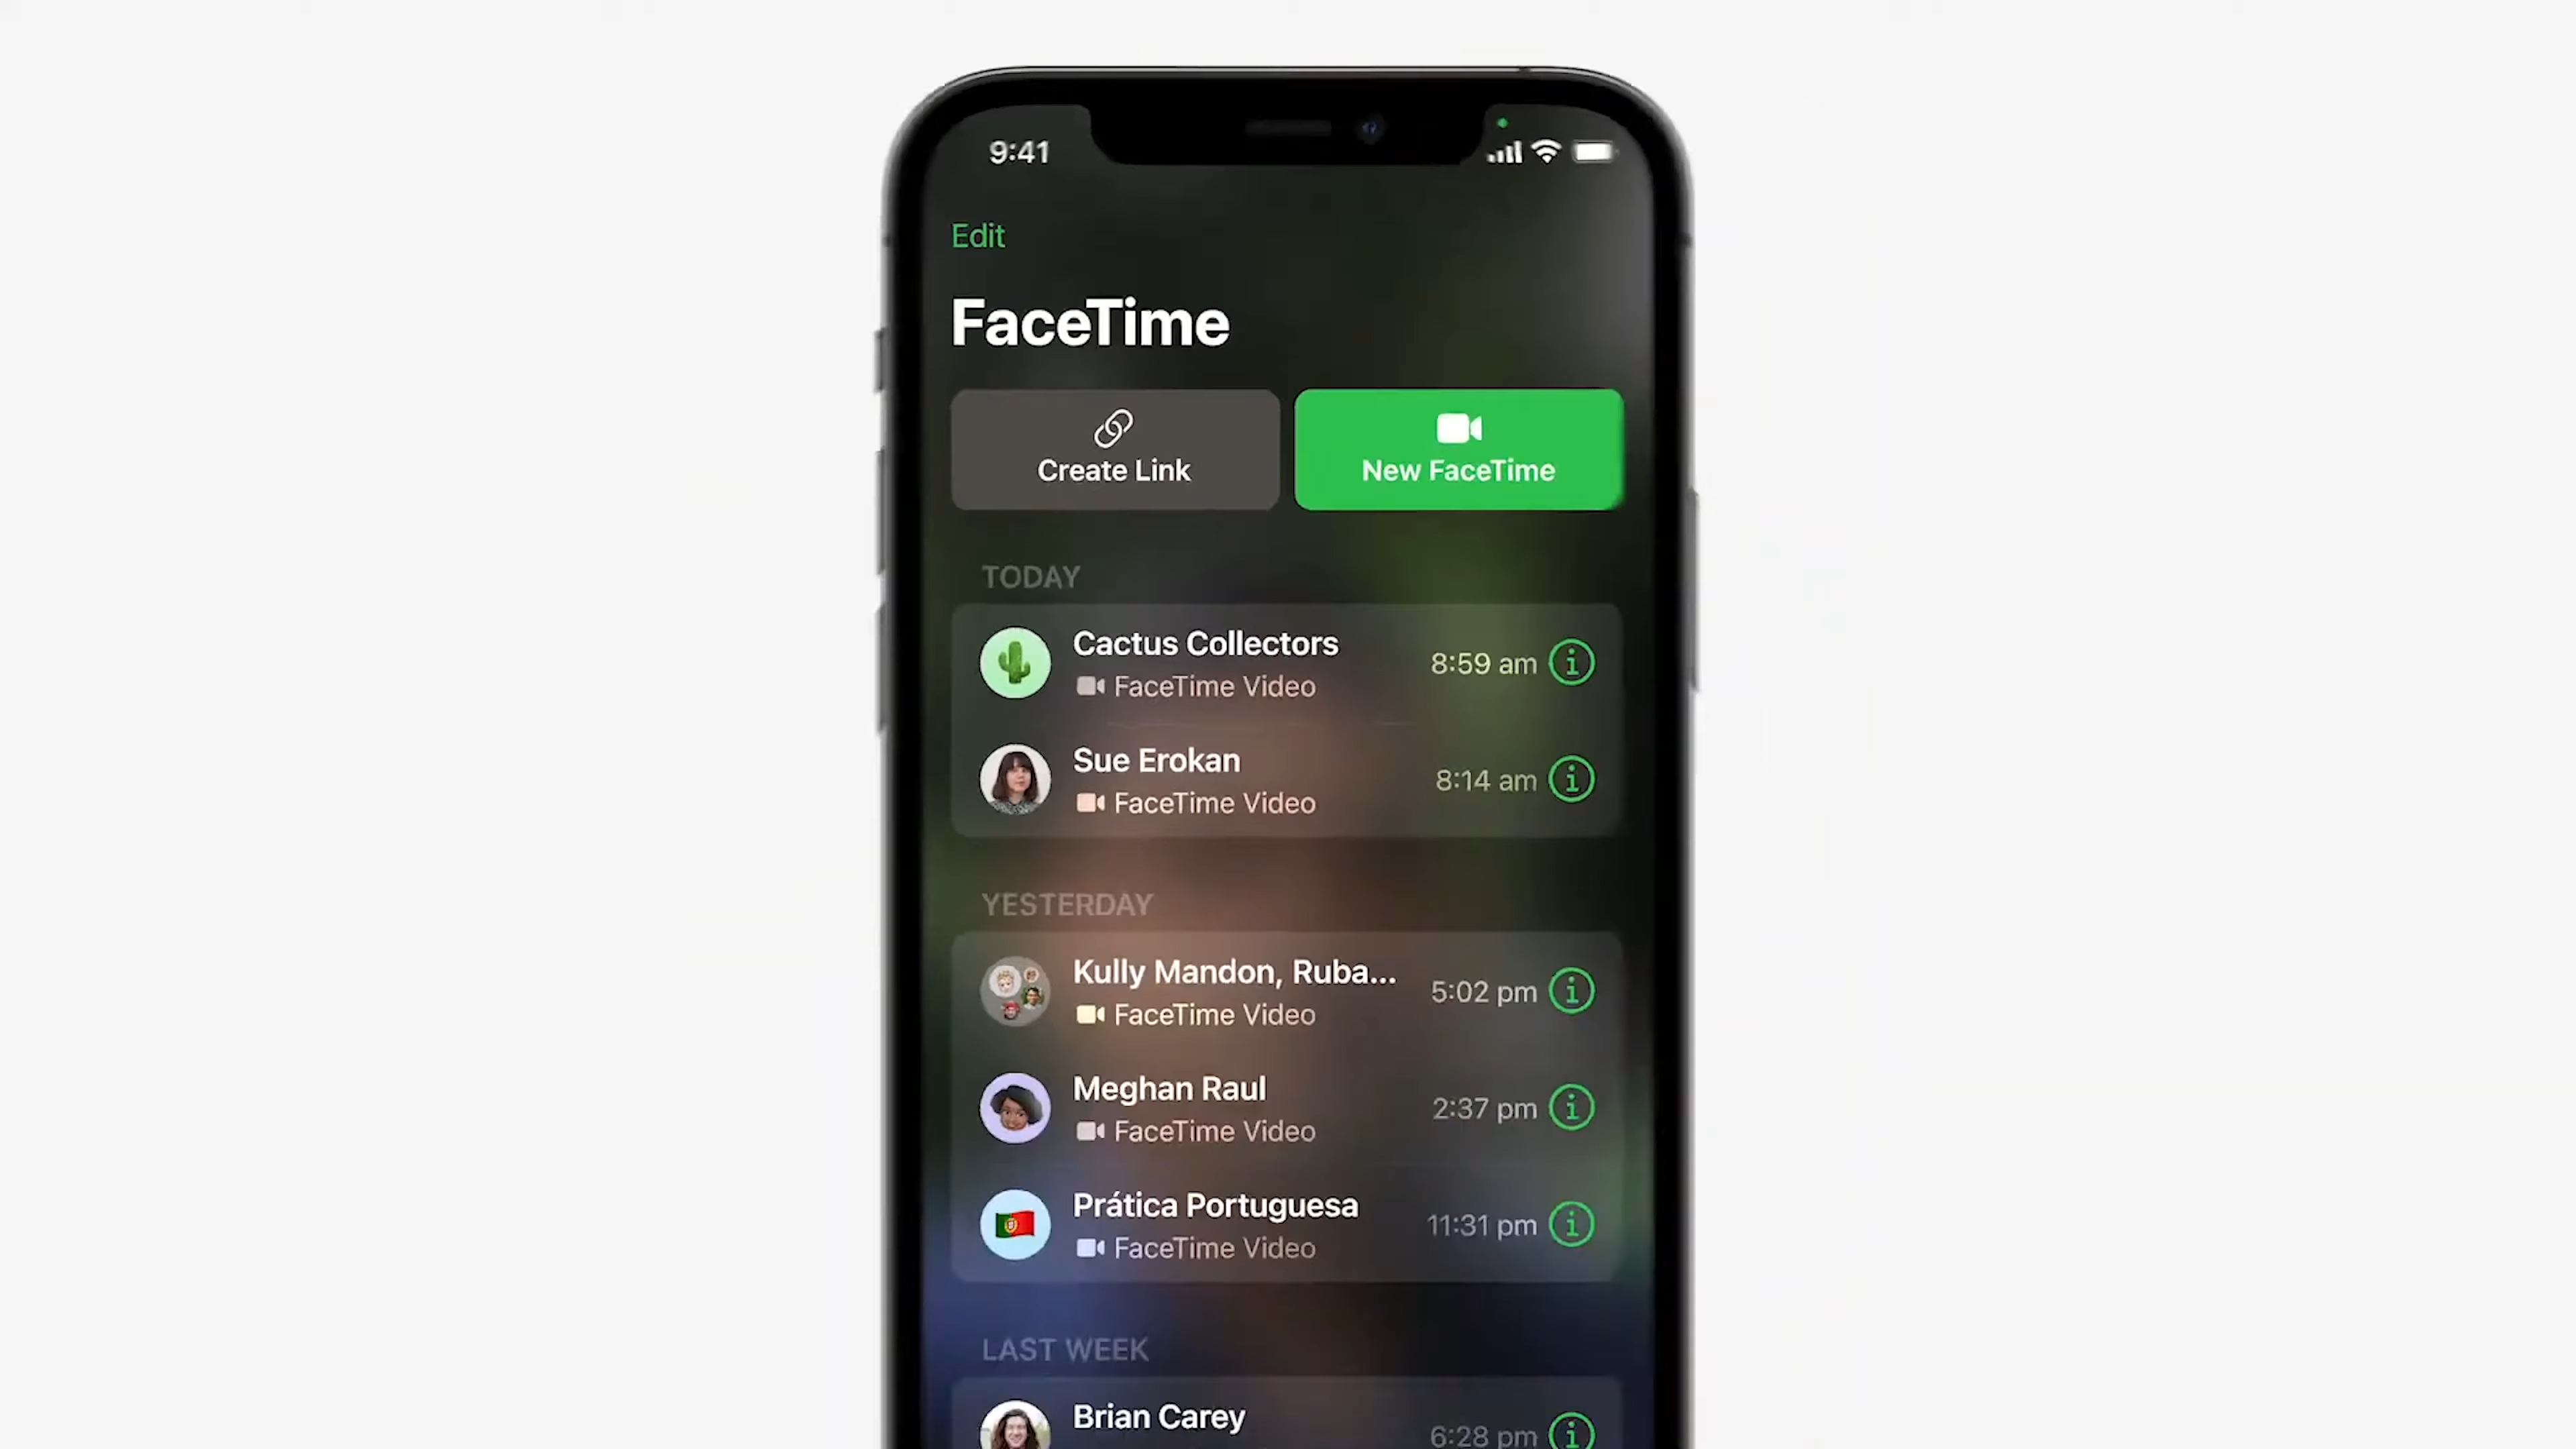 9:41
Edit
FaceTime
Create Link
New FaceTime
TODAY
Cactus Collectors
FaceTime Video
8:59 am
Sue Erokan
FaceTime Video
8:14 am
YESTERDAY
Kully Mandon, Ruba...
FaceTime Video
5:02 pm
Meghan Raul
FaceTime Video
2:37 pm
Prática Portuguesa
FaceTime Video
11:31 pm
LAST WEEK
Brian Carey
6:28 pm